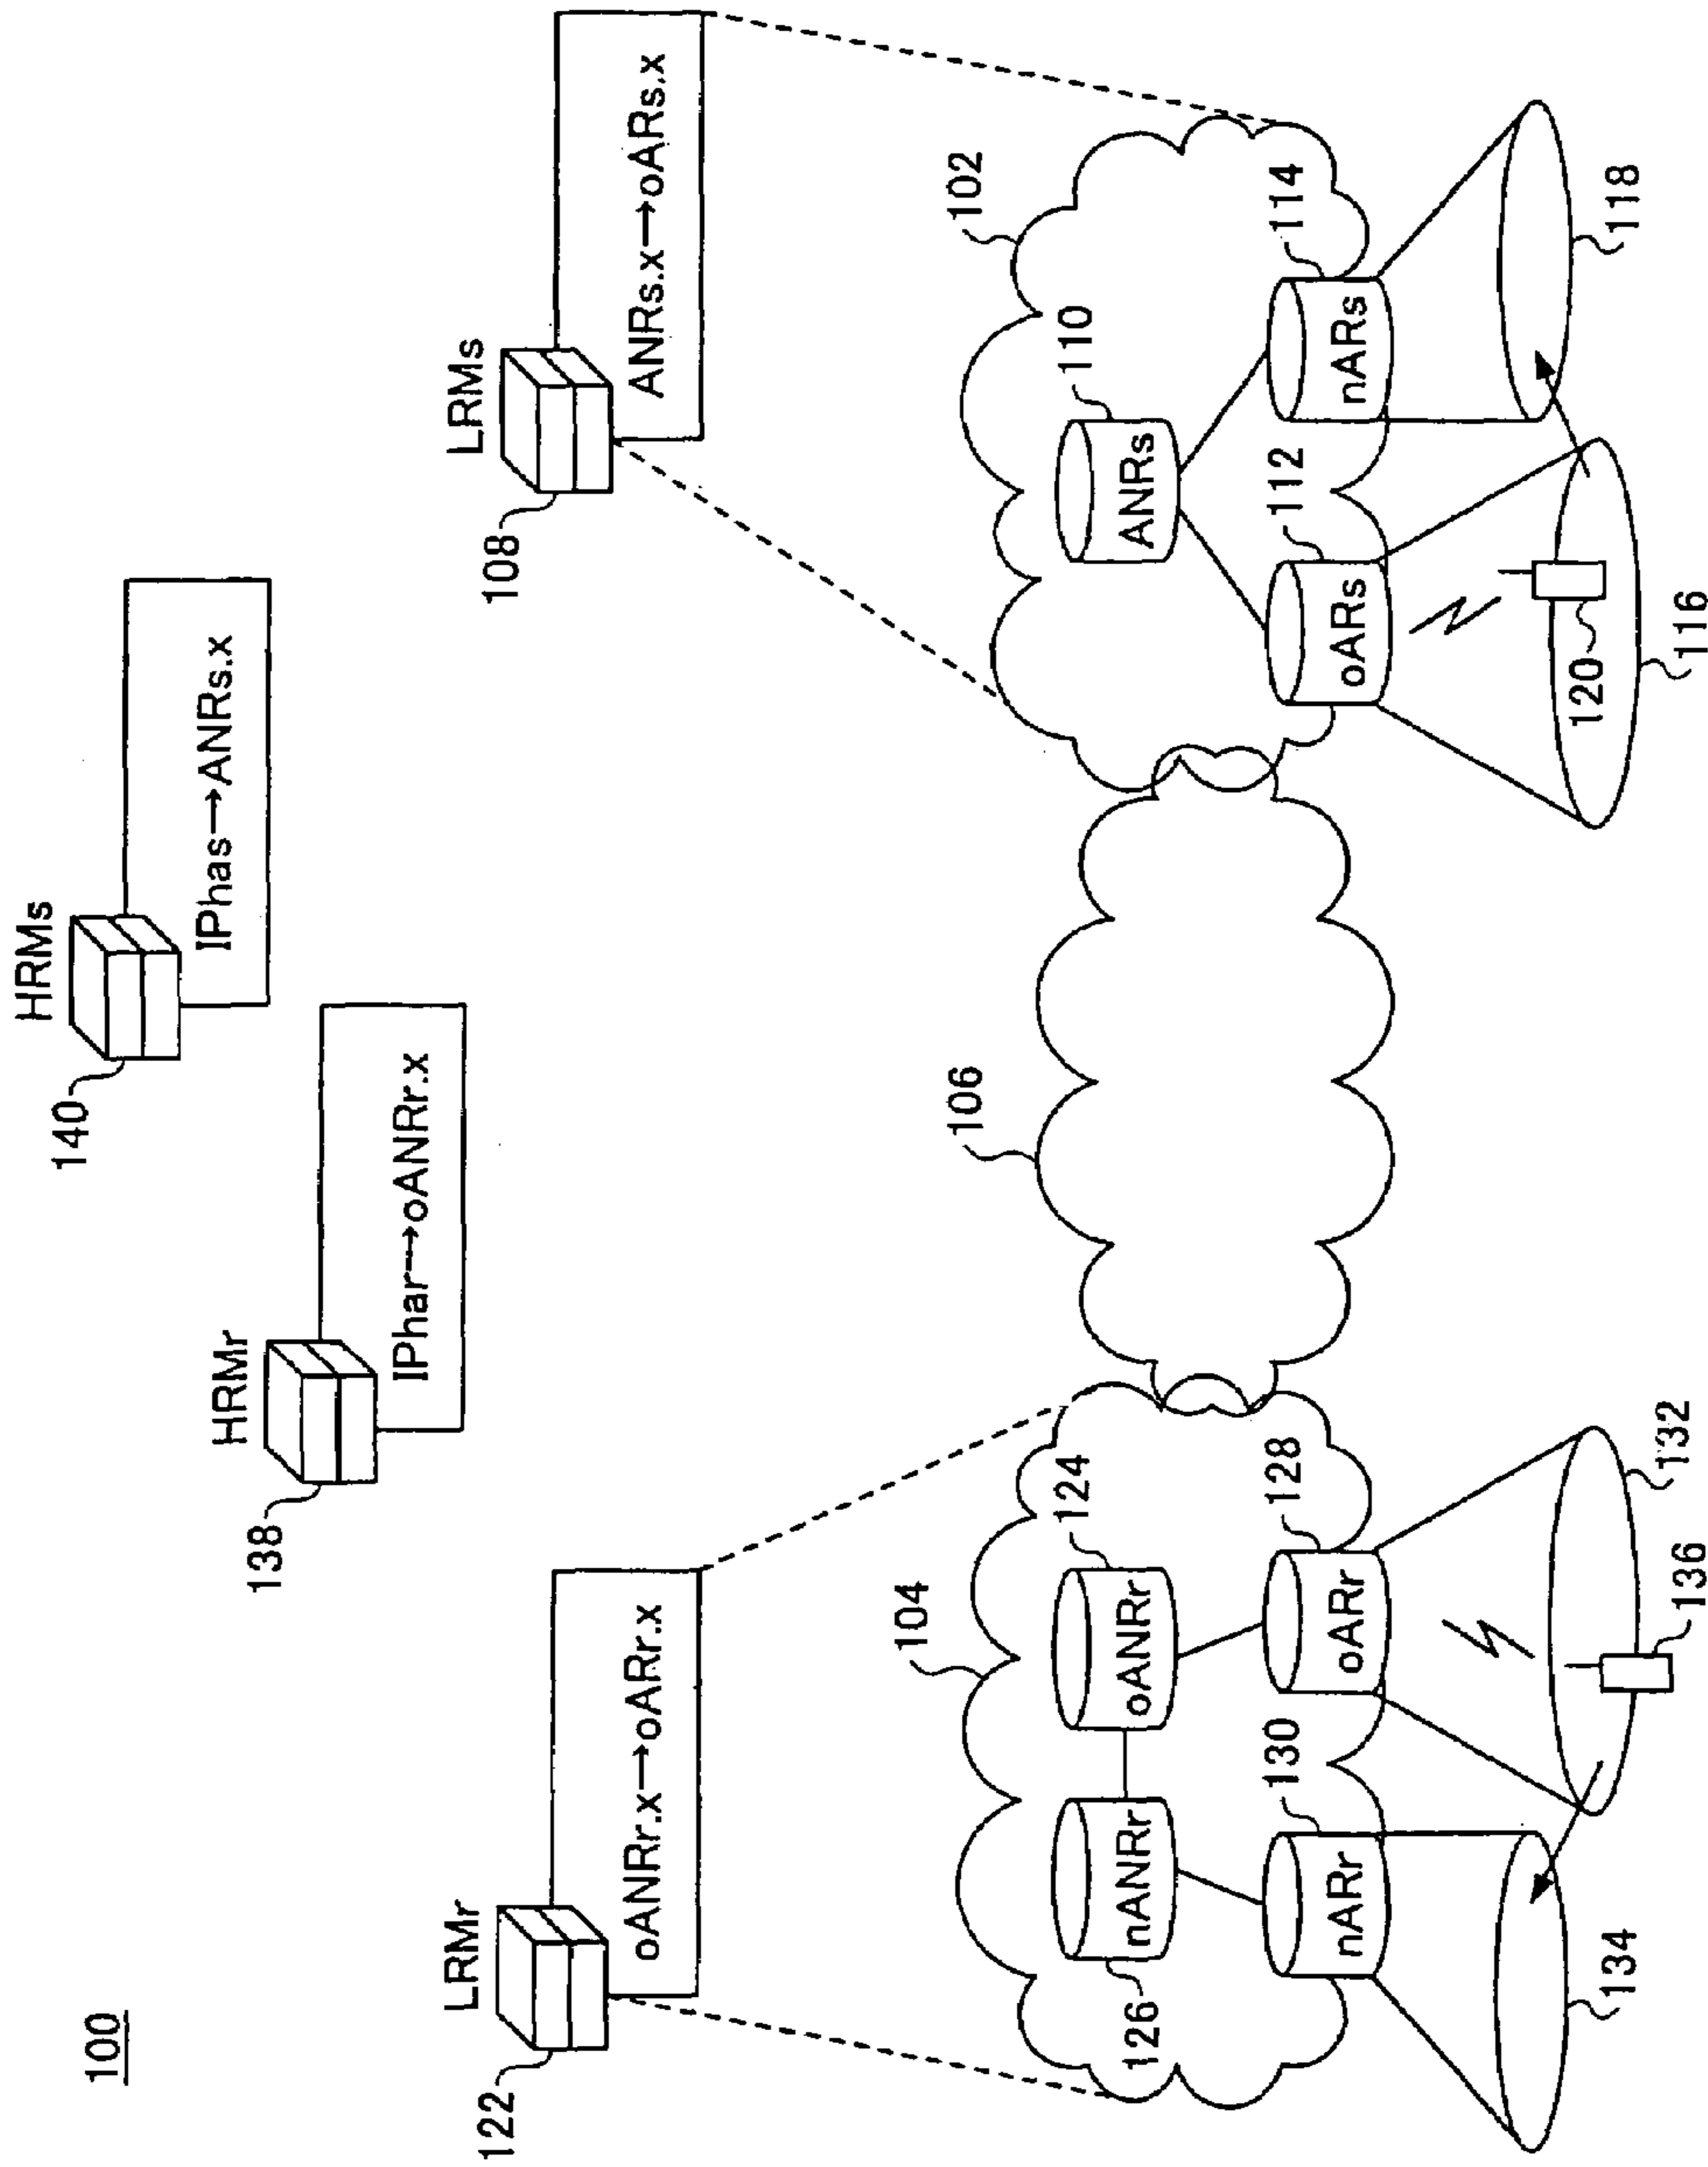 100
HRMs
140
IPhas→ANRs.x
HRMr
138
IPhar→oANRr.x
LRMr
122
oANRr.x→oARr.x
LRMs
108
ANRs.x→oARs.x
104
106
102
124
oANRr
nANRr
126
110
ANRs
130
nARr
128
oARr
112
oARs
114
nARs
134
132
136
120
116
118